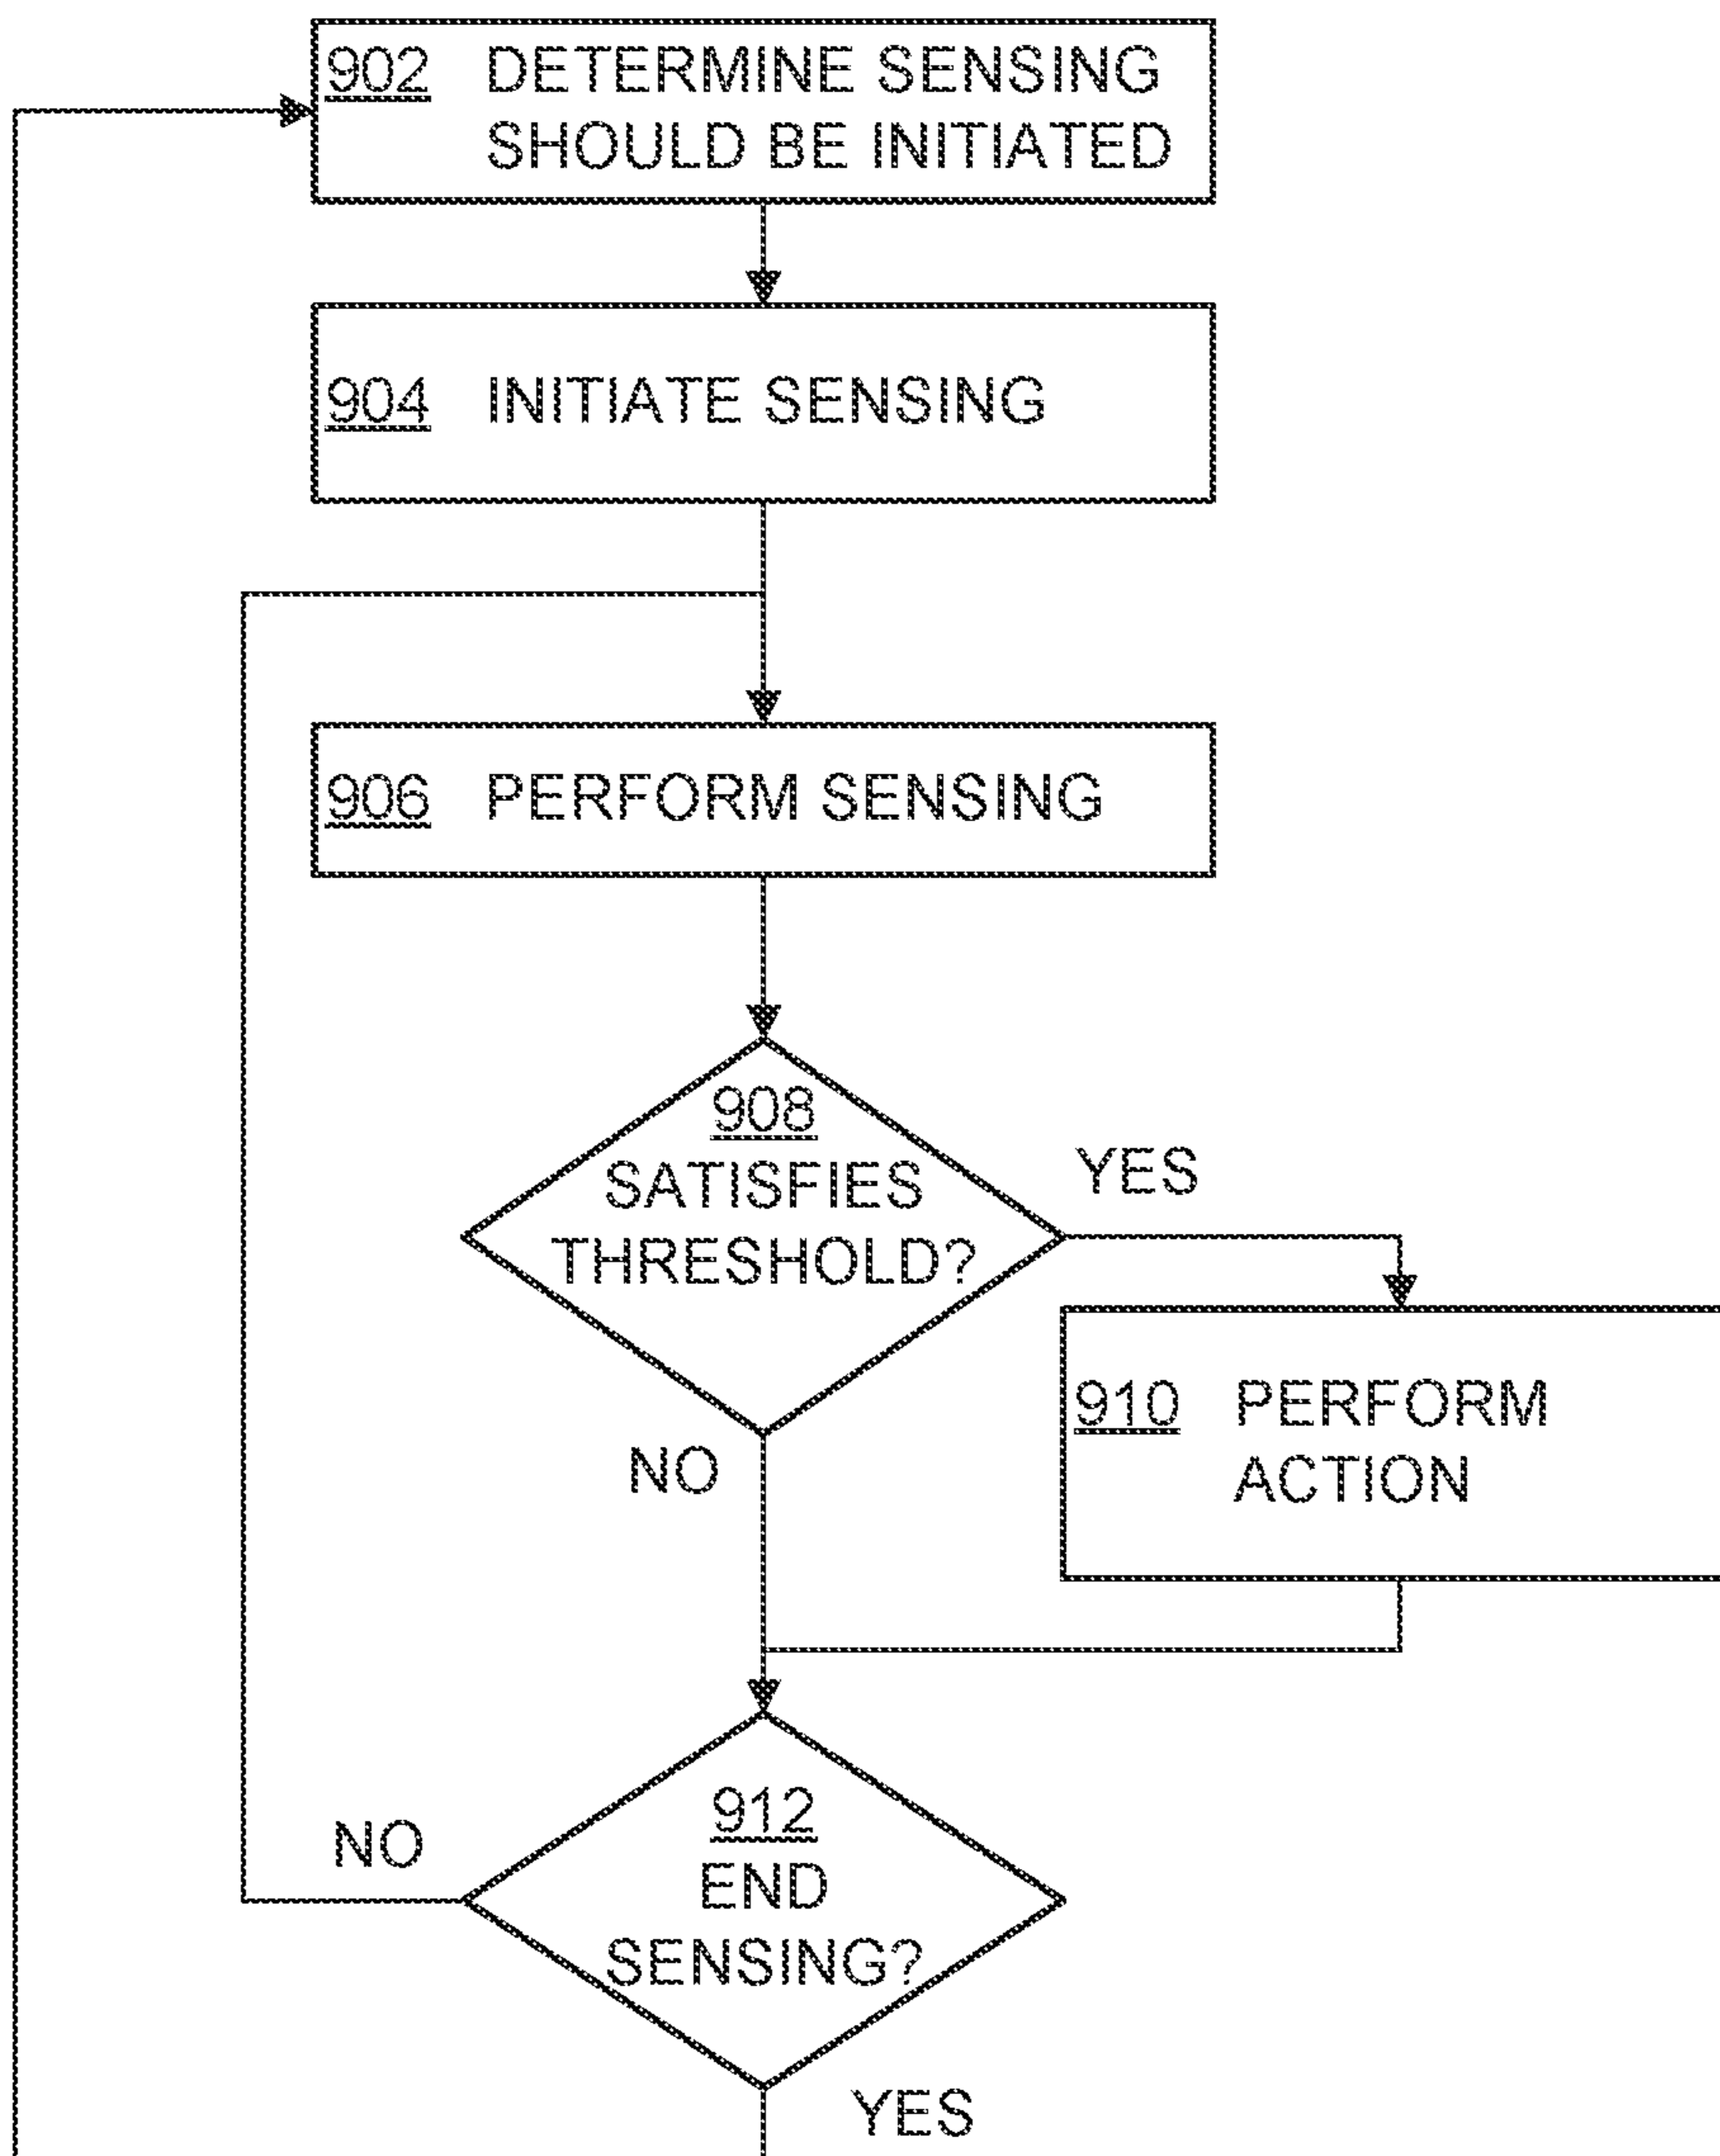 902 DETERMINE SENSING
SHOULD BE INITIATED
904 INITIATE SENSING
906 PERFORM SENSING
908
SATISFIES
THRESHOLD?
YES
910 PERFORM
ACTION
NO
912
END
SENSING?
NO
YES